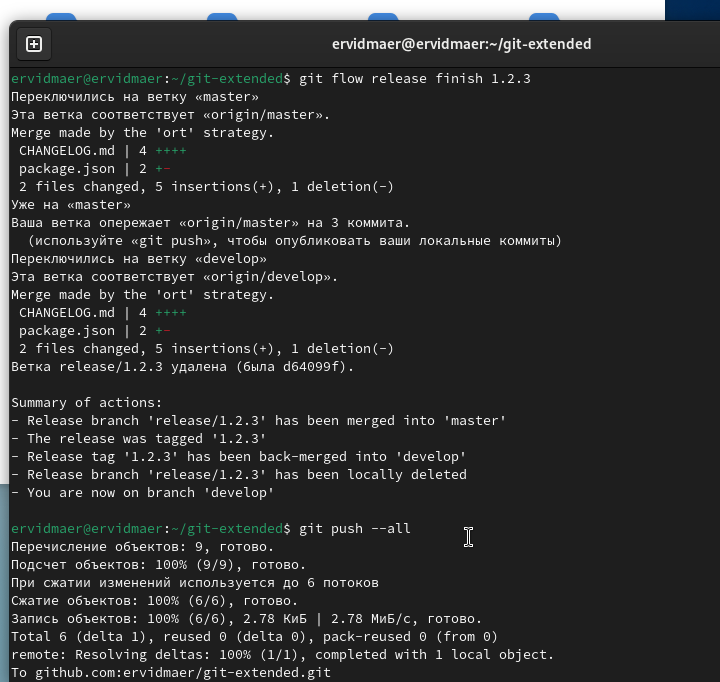 ervidmaer@ervidmaer:~/git-extended
ervidmaer@ervidmaer:~/git-extended$ git flow release finish 1.2.3
Переключились на ветку «master»
Эта ветка соответствует «origin/master».
Merge made by the 'ort' strategy.
 CHANGELOG.md | 4 ++++
 package.json | 2 +-
 2 files changed, 5 insertions(+), 1 deletion(-)
Уже на «master»
Ваша ветка опережает «origin/master» на 3 коммита.
  (используйте «git push», чтобы опубликовать ваши локальные коммиты)
Переключились на ветку «develop»
Эта ветка соответствует «origin/develop».
Merge made by the 'ort' strategy.
 CHANGELOG.md | 4 ++++
 package.json | 2 +-
 2 files changed, 5 insertions(+), 1 deletion(-)
Ветка release/1.2.3 удалена (была d64099f).
Summary of actions:
- Release branch 'release/1.2.3' has been merged into 'master'
- The release was tagged '1.2.3'
- Release tag '1.2.3' has been back-merged into 'develop'
- Release branch 'release/1.2.3' has been locally deleted
- You are now on branch 'develop'
ervidmaer@ervidmaer:~/git-extended$ git push --all
Перечисление объектов: 9, готово.
Подсчет объектов: 100% (9/9), готово.
При сжатии изменений используется до 6 потоков
Сжатие объектов: 100% (6/6), готово.
Запись объектов: 100% (6/6), 2.78 КиБ | 2.78 МиБ/с, готово.
Total 6 (delta 1), reused 0 (delta 0), pack-reused 0 (from 0)
remote: Resolving deltas: 100% (1/1), completed with 1 local object.
To github.com:ervidmaer/git-extended.git